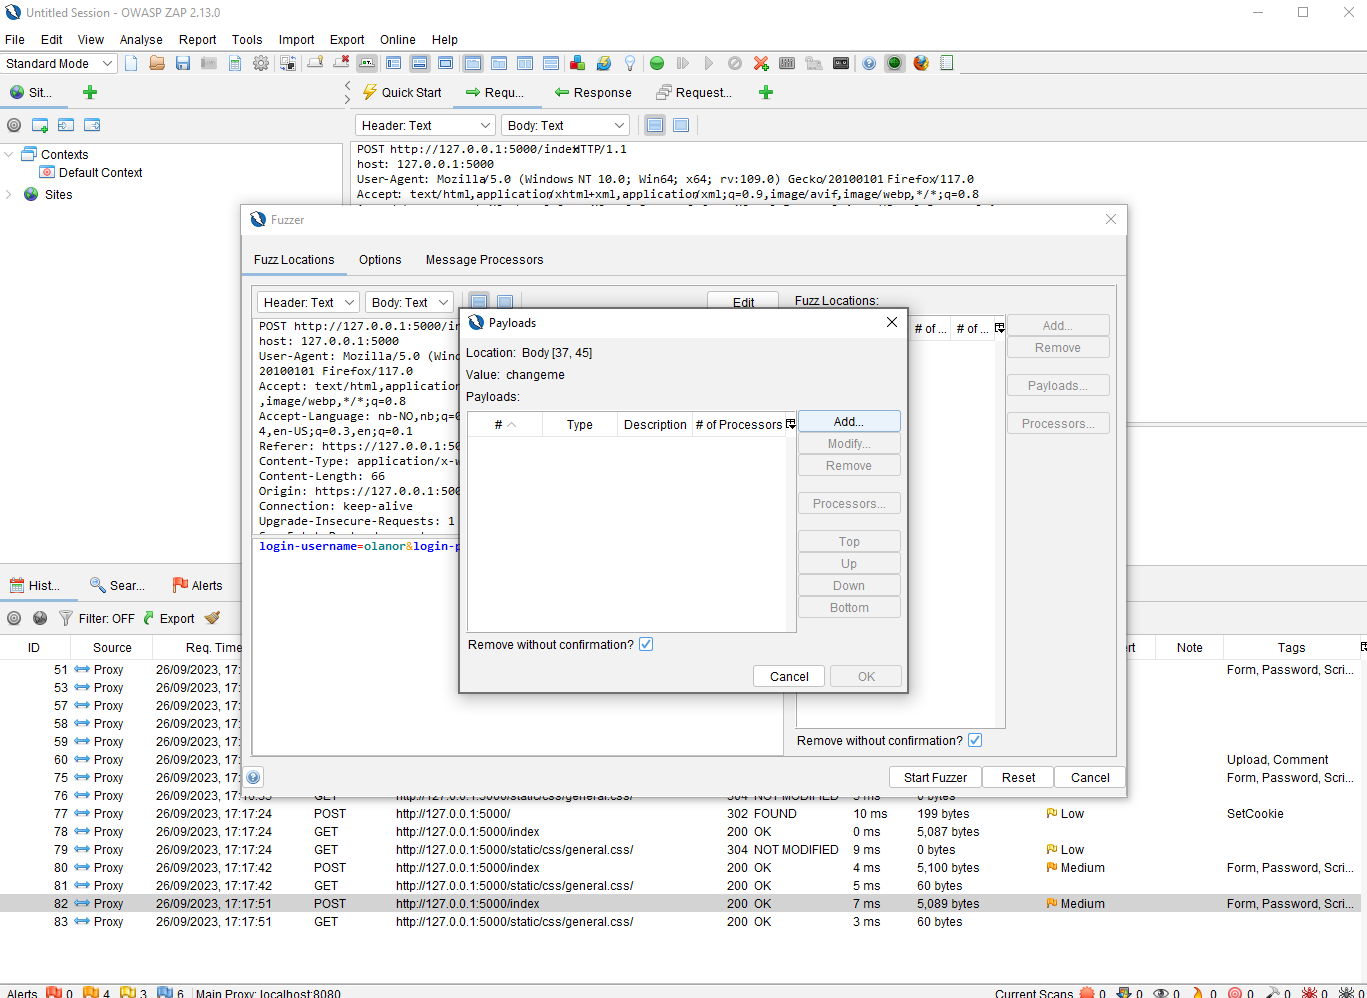 Untitled Session - OWASP ZAP 2.13.0
File Edit View Analyse Report Tools Import Export Online Help
Standard Mode
Sit...
Quick Start
Requ...
Response
Request...
Header: Text
Body: Text
Contexts
Default Context
Sites
POST http://127.0.0.1:5000/index HTTP/1.1
host: 127.0.0.1:5000
User-Agent: Mozilla/5.0 (Windows NT 10.0; Win64; x64; rv:109.0) Gecko/20100101 Firefox/117.0
Accept: text/html,application/xhtml+xml,application/xml;q=0.9,image/avif,image/webp,*/*;q=0.8
Fuzzer
Fuzz Locations
Options
Message Processors
Header: Text
Body: Text
Edit
Fuzz Locations:
# of ...
# of ...
Add...
Remove
Payloads...
Processors...
POST http://127.0.0.1:5000/in
host: 127.0.0.1:5000
User-Agent: Mozilla/5.0 (Wind
20100101 Firefox/117.0
Accept: text/html,application
,image/webp,*/*;q=0.8
Accept-Language: nb-NO,nb;q=0
4,en-US;q=0.3,en;q=0.1
Referer: https://127.0.0.1:50
Content-Type: application/x-w
Content-Length: 66
Origin: https://127.0.0.1:500
Connection: keep-alive
Upgrade-Insecure-Requests: 1
login-username=olanor&login-p
Payloads
Location: Body [37, 45]
Value: changeme
Payloads:
#
Type
Description
# of Processors
Add...
Modify...
Remove
Processors...
Top
Up
Down
Bottom
Remove without confirmation?
Cancel
OK
Remove without confirmation?
Start Fuzzer
Reset
Cancel
Hist...
Sear...
Alerts
Filter: OFF
Export
ID Source Req. Time rt Note Tags
51 Proxy 26/09/2023, 17: Form, Password, Scri...
53 Proxy 26/09/2023, 17:
57 Proxy 26/09/2023, 17:
58 Proxy 26/09/2023, 17:
59 Proxy 26/09/2023, 17:
60 Proxy 26/09/2023, 17: Upload, Comment
75 Proxy 26/09/2023, 17: Form, Password, Scri...
76 Proxy 26/09/2023, 17:16:55 GET http://127.0.0.1:5000/static/css/general.css/ 304 NOT MODIFIED 5 ms 0 bytes
77 Proxy 26/09/2023, 17:17:24 POST http://127.0.0.1:5000/ 302 FOUND 10 ms 199 bytes Low SetCookie
78 Proxy 26/09/2023, 17:17:24 GET http://127.0.0.1:5000/index 200 OK 0 ms 5,087 bytes
79 Proxy 26/09/2023, 17:17:24 GET http://127.0.0.1:5000/static/css/general.css/ 304 NOT MODIFIED 9 ms 0 bytes Low
80 Proxy 26/09/2023, 17:17:42 POST http://127.0.0.1:5000/index 200 OK 4 ms 5,100 bytes Medium Form, Password, Scri...
81 Proxy 26/09/2023, 17:17:42 GET http://127.0.0.1:5000/static/css/general.css/ 200 OK 5 ms 60 bytes
82 Proxy 26/09/2023, 17:17:51 POST http://127.0.0.1:5000/index 200 OK 7 ms 5,089 bytes Medium Form, Password, Scri...
83 Proxy 26/09/2023, 17:17:51 GET http://127.0.0.1:5000/static/css/general.css/ 200 OK 3 ms 60 bytes
Alerts 0 4 3 6 Main Proxy: localhost:8080 Current Scans 0 0 0 0 0 0 0 0